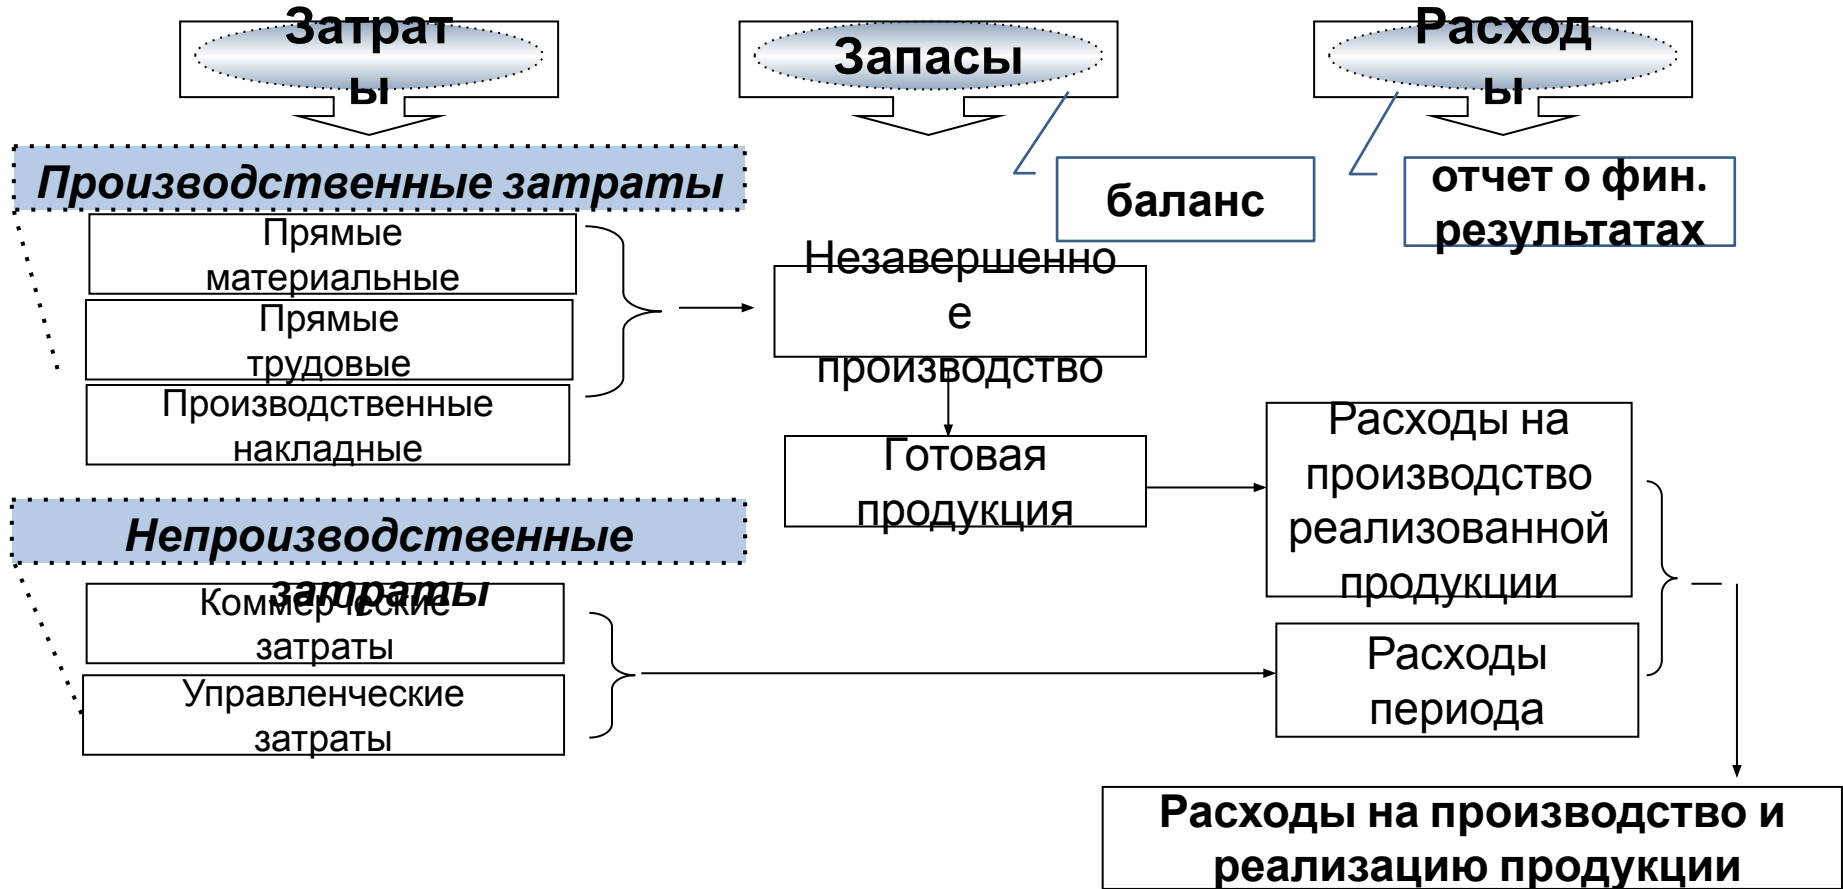 Затрат
ы
Запасы
Расход
ы
Производственные затраты
баланс
отчет о фин.
результатах
Прямые
материальные
Прямые
трудовые
Производственные
накладные
Незавершенно
е
производство
Готовая
продукция
Расходы на
производство
реализованной
продукции
Непроизводственные
затраты
Коммерческие
затраты
Управленческие
затраты
Расходы
периода
Расходы на производство и
реализацию продукции